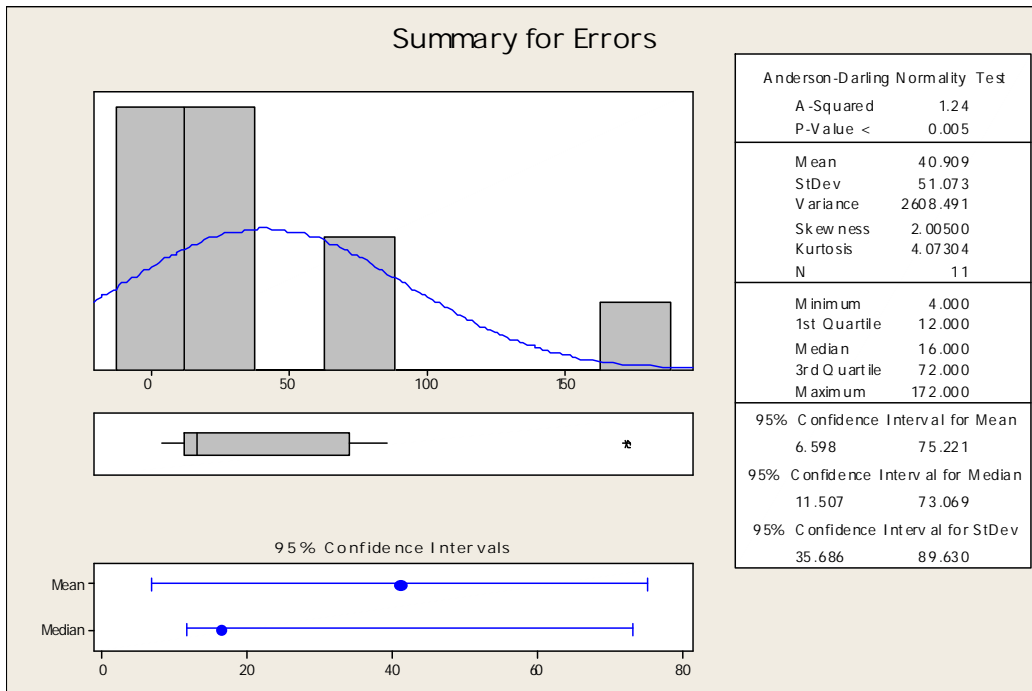 Summary for Errors
0 50 100 150
95% Confidence Intervals
Mean
Median
0 20 40 60 80
Anderson-Darling Normality Test
A-Squared 1.24
P-Value < 0.005
Mean 40.909
StDev 51.073
Variance 2608.491
Skewness 2.00500
Kurtosis 4.07304
N 11
Minimum 4.000
1st Quartile 12.000
Median 16.000
3rd Quartile 72.000
Maximum 172.000
95% Confidence Interval for Mean
6.598 75.221
95% Confidence Interval for Median
11.507 73.069
95% Confidence Interval for StDev
35.686 89.630